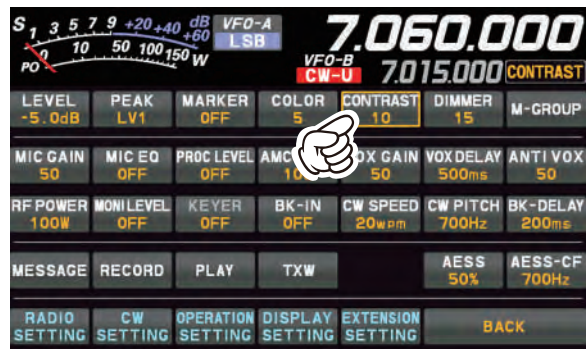 S 1 3 5 7 9 +20 +40 +60 dB VFO-A 7.060.000
LSB
PO 0 10 50 100 150 W
VFO-B 7.015.000 CONTRAST
CW-U
LEVEL PEAK MARKER COLOR CONTRAST DIMMER M-GROUP
-5.0dB LV1 OFF 5 10 15
MIC GAIN MIC EQ PROC LEVEL AMC OX GAIN VOX DELAY ANTI VOX
50 OFF OFF 10 50 500ms 50
RF POWER MONI LEVEL KEYER BK-IN CW SPEED CW PITCH BK-DELAY
100W OFF OFF OFF 20wpm 700Hz 200ms
MESSAGE RECORD PLAY TXW AESS AESS-CF
50% 700Hz
RADIO CW OPERATION DISPLAY EXTENSION BACK
SETTING SETTING SETTING SETTING SETTING